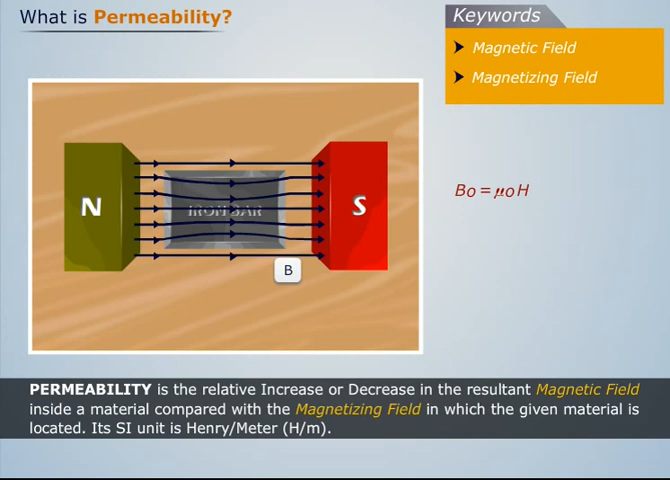 What is Permeability?
Keywords
Magnetic Field
Magnetizing Field
N
IRON BAR
S
B
Bo = μo H
PERMEABILITY is the relative Increase or Decrease in the resultant Magnetic Field
inside a material compared with the Magnetizing Field in which the given material is
located. Its SI unit is Henry/Meter (H/m).